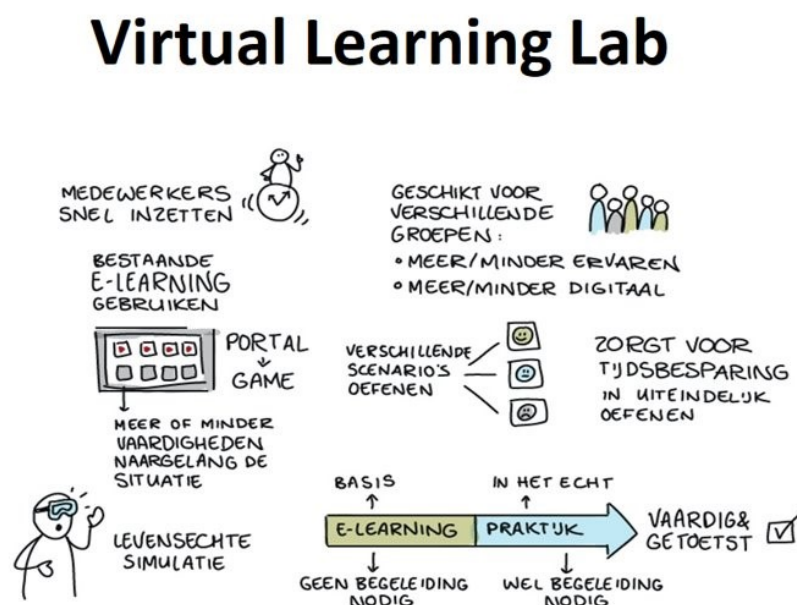 Virtual Learning Lab
MEDEWERKERS
SNEL INZETTEN
GESCHIKT VOOR
VERSCHILLENDE
GROEPEN:
• MEER/MINDER ERVAREN
• MEER/MINDER DIGITAAL
BESTAANDE
E-LEARNING
GEBRUIKEN
PORTAL
GAME
MEER OF MINDER
VAARDIGHEDEN
NAARGELANG DE
SITUATIE
VERSCHILLENDE
SCENARIO'S
OEFENEN
ZORGT VOOR
TIJDSBESPARING
IN UITEINDELIJK
OEFENEN
LEVENSECHTE
SIMULATIE
BASIS
IN HET ECHT
E-LEARNING
PRAKTIJK
VAARDIG&
GETOETST
GEEN BEGELEIDING
NODIG
WEL BEGELEIDING
NODIG